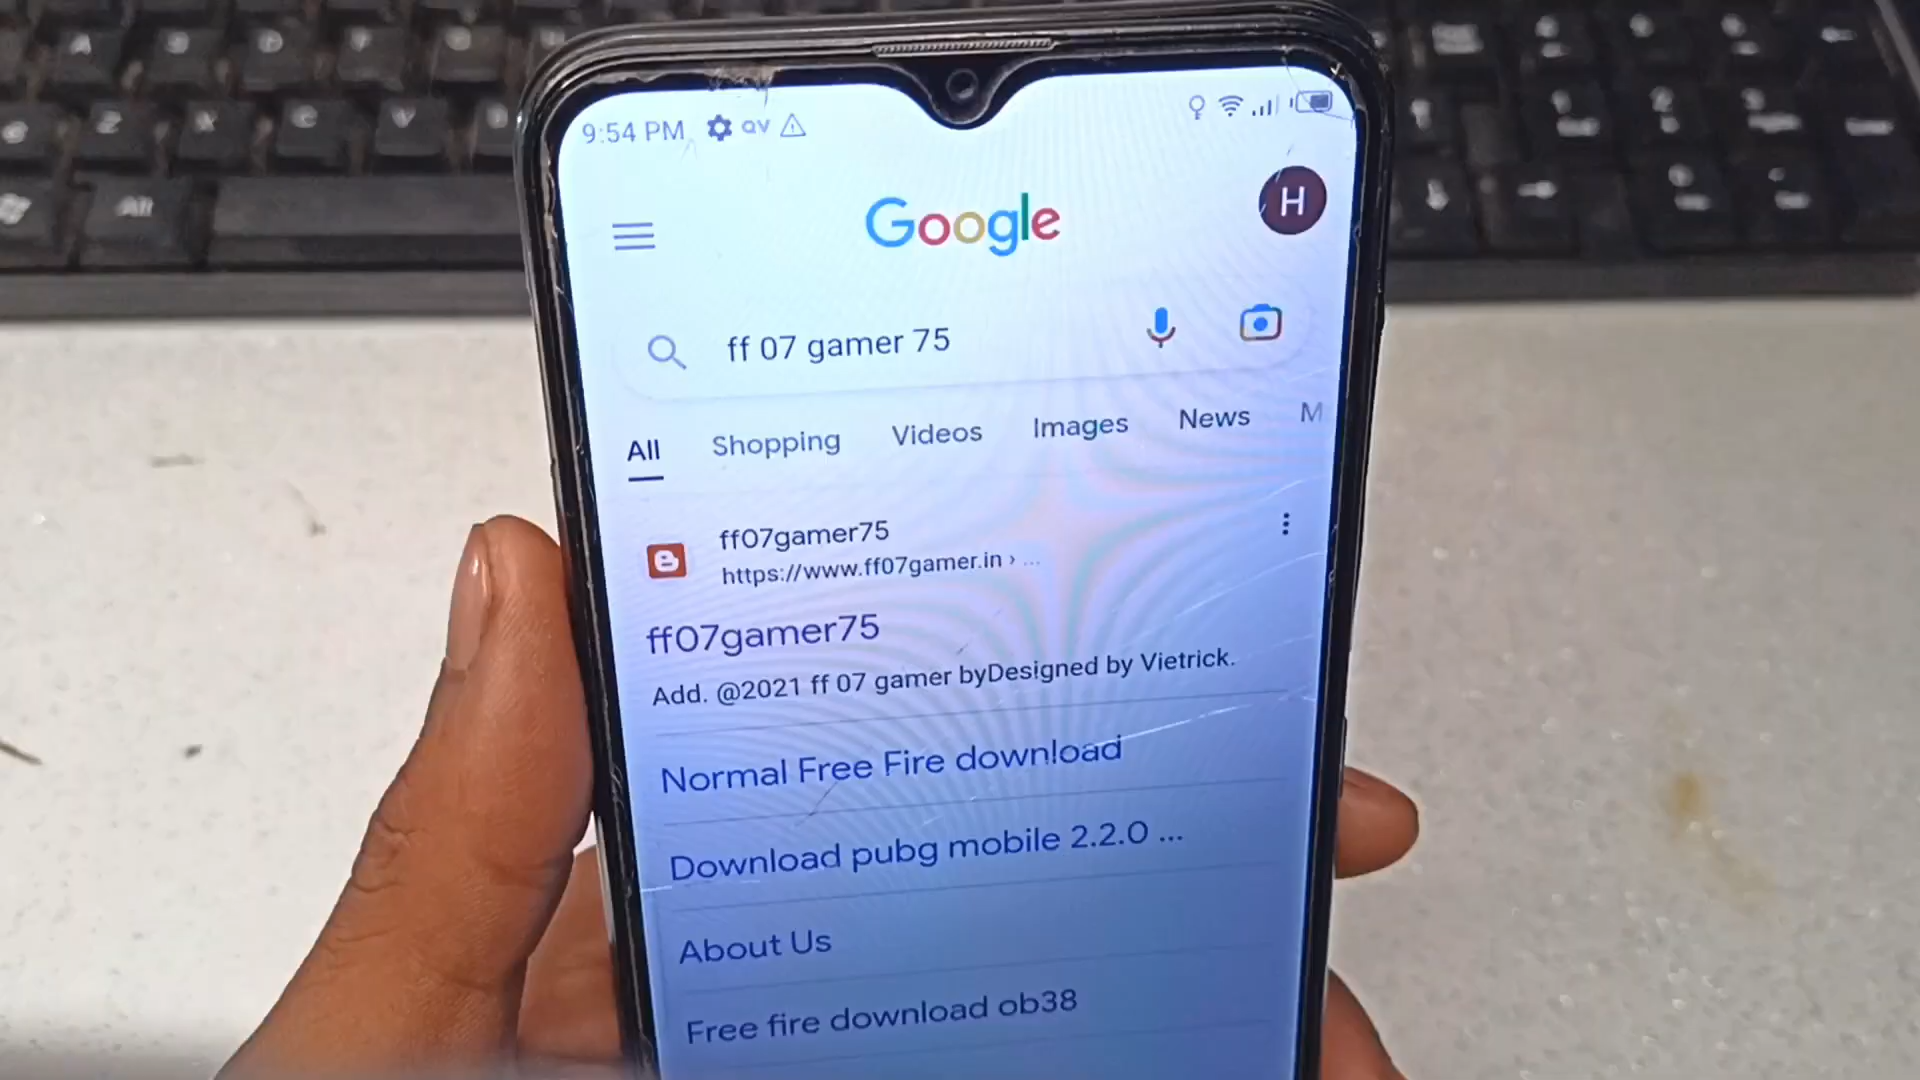 9:54 PM QV
Google
H
ff 07 gamer 75
All Shopping Videos Images News M
ff07gamer75
https://www.ff07gamer.in › ...
ff07gamer75
Add. @2021 ff 07 gamer byDesigned by Vietrick.
Normal Free Fire download
Download pubg mobile 2.2.0 ...
About Us
Free fire download ob38
Z X C V
Alt